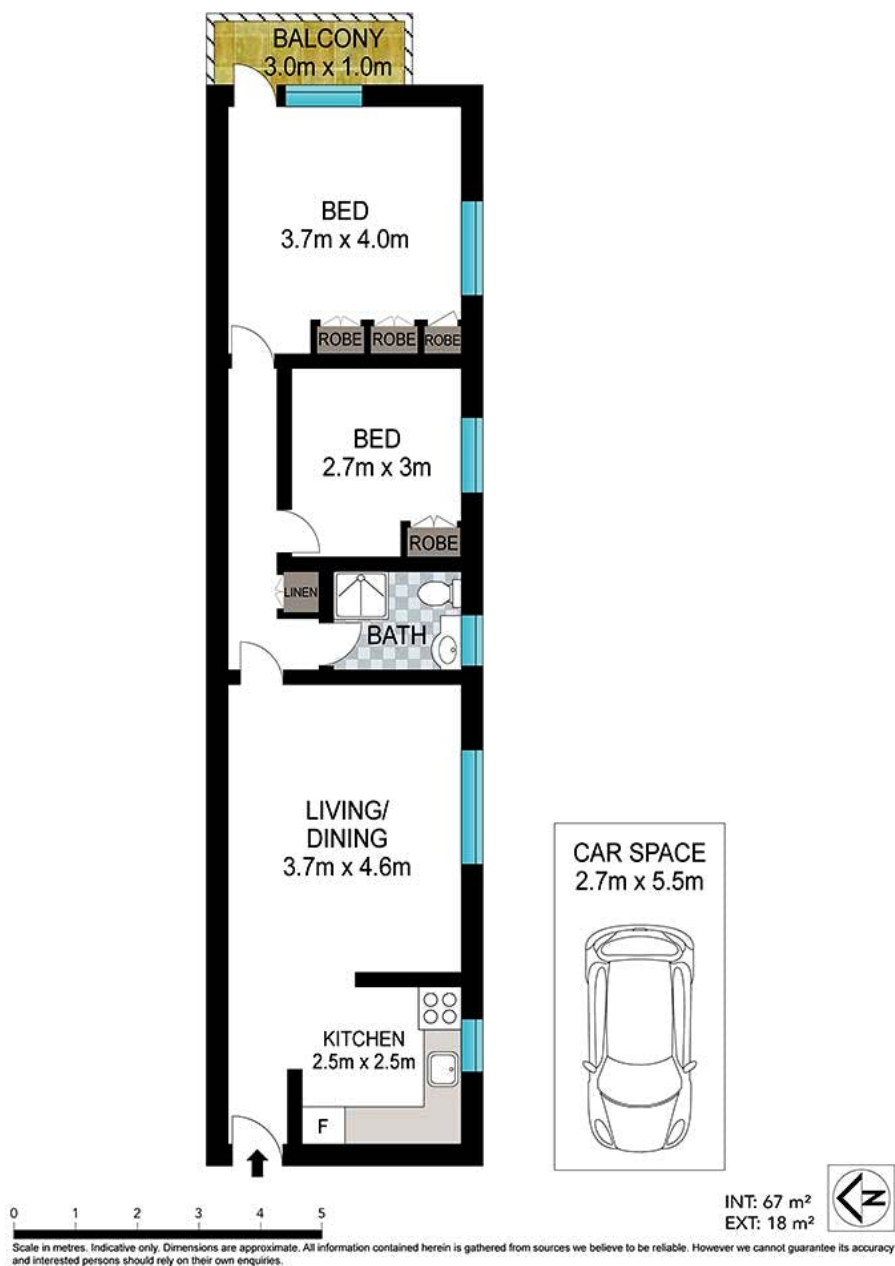 BALCONY
3.0m x 1.0m
BED
3.7m x 4.0m
ROBE ROBE ROBE
BED
2.7m x 3m
ROBE
LINEN
BATH
LIVING/
DINING
3.7m x 4.6m
CAR SPACE
2.7m x 5.5m
KITCHEN
2.5m x 2.5m
F
INT: 67 m²
EXT: 18 m²
N
0 1 2 3 4 5
Scale in metres. Indicative only. Dimensions are approximate. All information contained herein is gathered from sources we believe to be reliable. However we cannot guarantee its accuracy
and interested persons should rely on their own enquiries.